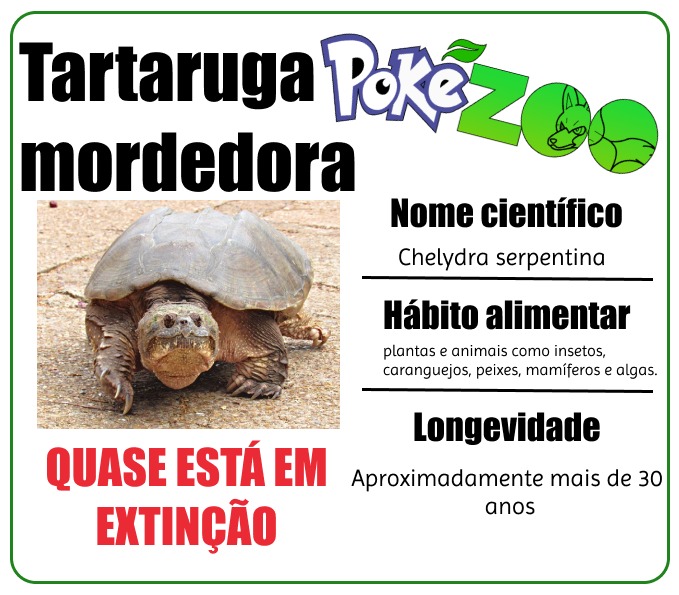 Tartaruga
mordedora
PoKéZOO
Nome científico
Chelydra serpentina
Hábito alimentar
plantas e animais como insetos,
caranguejos, peixes, mamíferos e algas.
Longevidade
Aproximadamente mais de 30
anos
QUASE ESTÁ EM
EXTINÇÃO